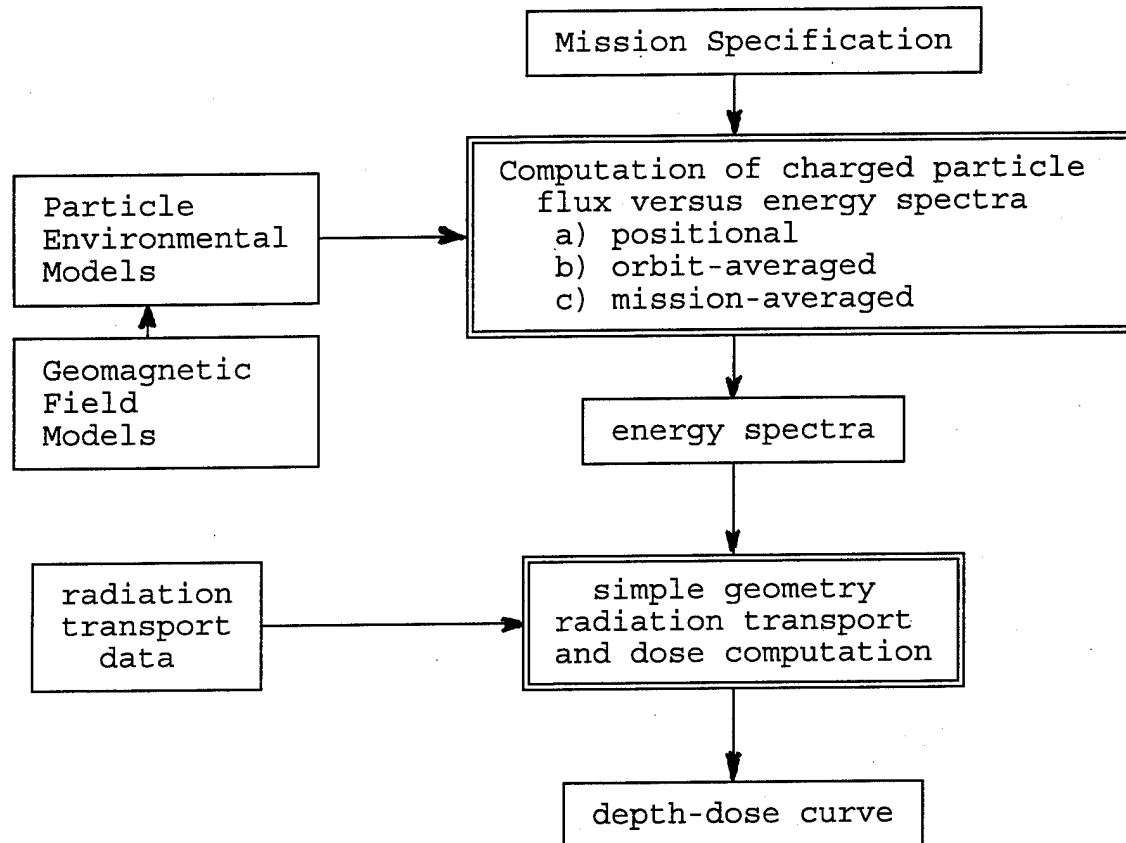 Mission Specification
Computation of charged particle
flux versus energy spectra
a) positional
b) orbit-averaged
c) mission-averaged
Particle
Environmental
Models
Geomagnetic
Field
Models
energy spectra
radiation
transport
data
simple geometry
radiation transport
and dose computation
depth-dose curve